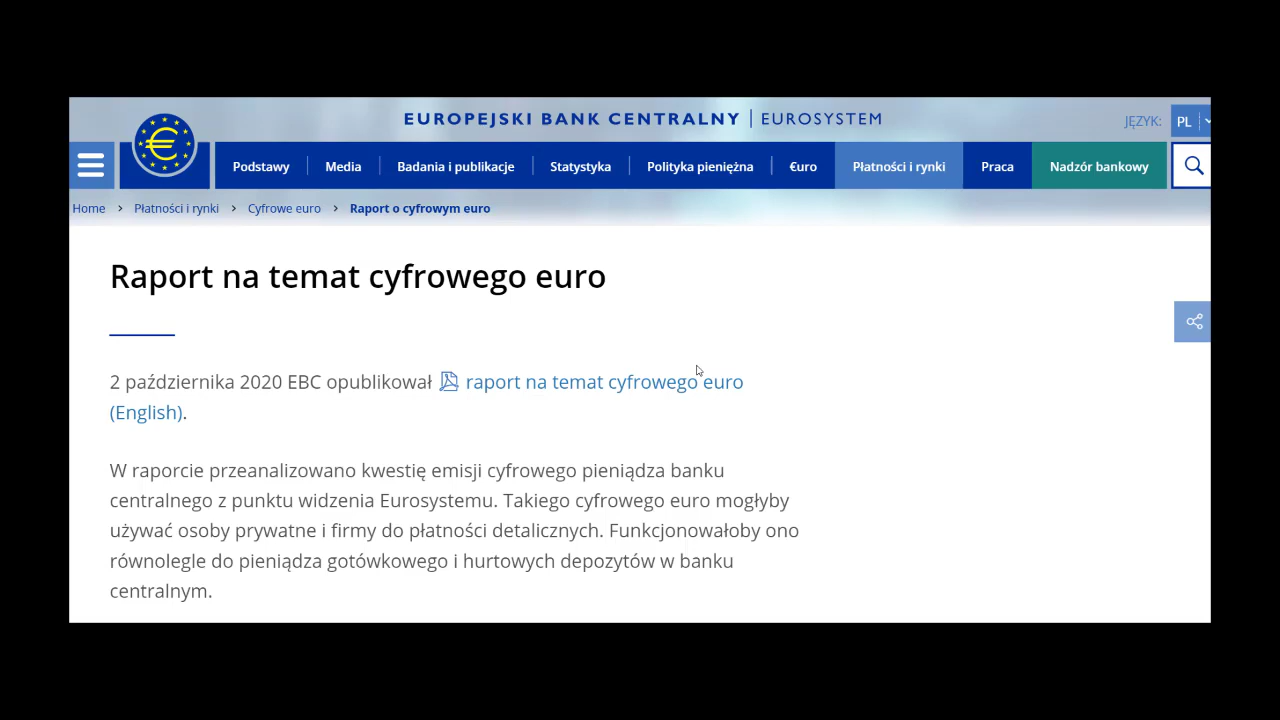 EUROPEJSKI BANK CENTRALNY | EUROSYSTEM
JĘZYK: PL
Podstawy Media Badania i publikacje Statystyka Polityka pieniężna €uro Płatności i rynki Praca Nadzór bankowy
Home > Płatności i rynki > Cyfrowe euro > Raport o cyfrowym euro
Raport na temat cyfrowego euro
2 października 2020 EBC opublikował raport na temat cyfrowego euro
(English).
W raporcie przeanalizowano kwestię emisji cyfrowego pieniądza banku
centralnego z punktu widzenia Eurosystemu. Takiego cyfrowego euro mogłyby
używać osoby prywatne i firmy do płatności detalicznych. Funkcjonowałoby ono
równolegle do pieniądza gotówkowego i hurtowych depozytów w banku
centralnym.